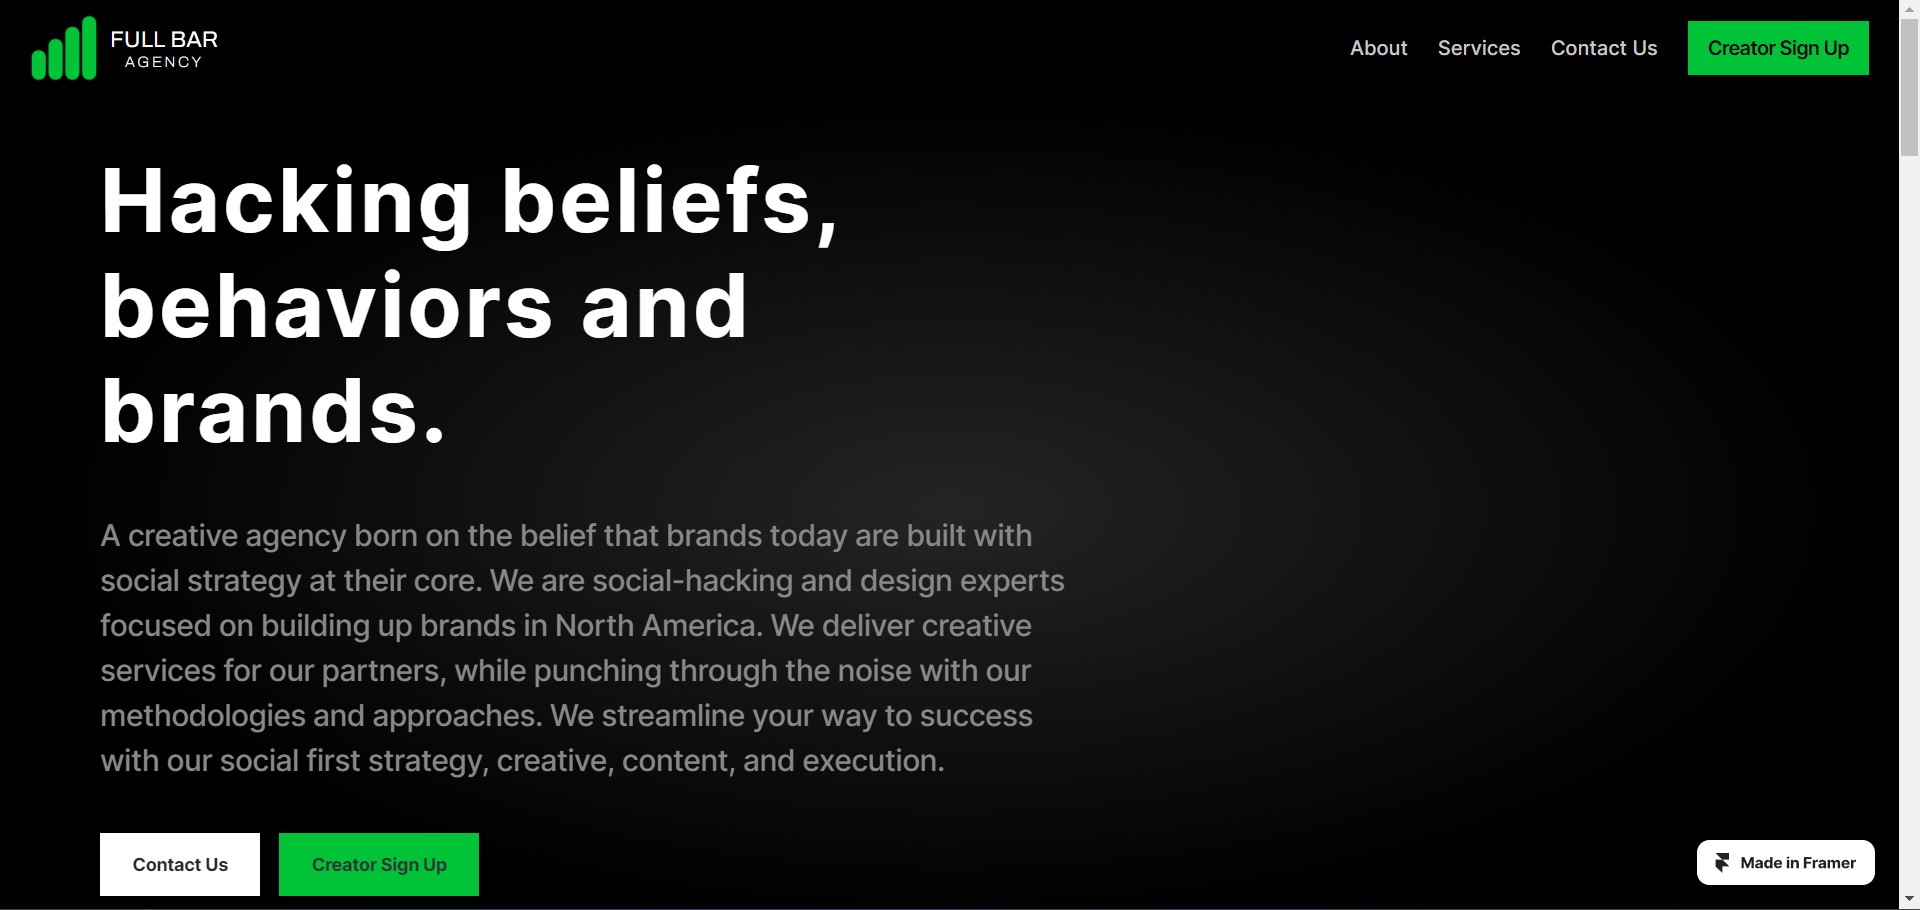 FULL BAR
AGENCY
About
Services
Contact Us
Creator Sign Up
Hacking beliefs,
behaviors and
brands.
A creative agency born on the belief that brands today are built with
social strategy at their core. We are social-hacking and design experts
focused on building up brands in North America. We deliver creative
services for our partners, while punching through the noise with our
methodologies and approaches. We streamline your way to success
with our social first strategy, creative, content, and execution.
Contact Us
Creator Sign Up
Made in Framer